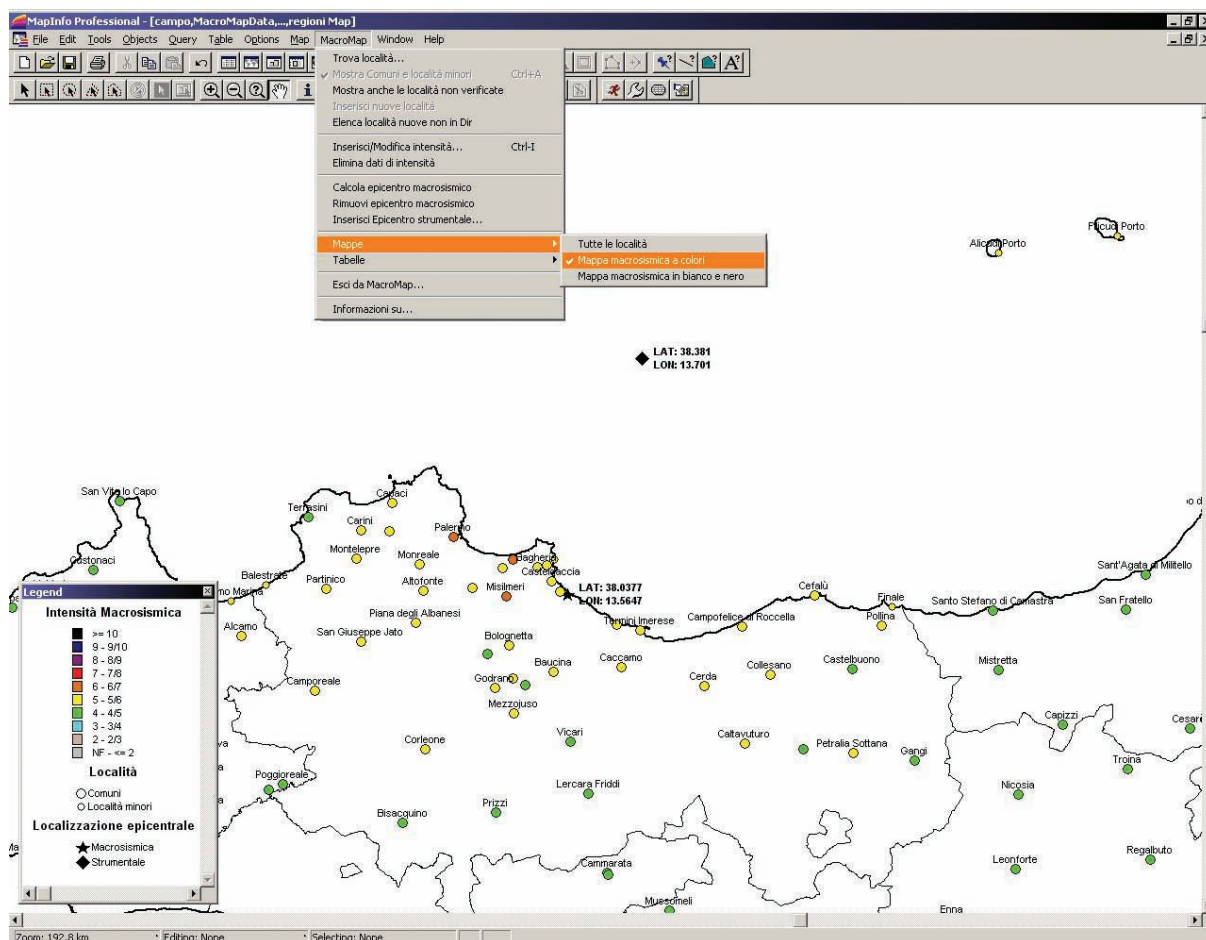 MapInfo Professional - [campo,MacroMapData,...,regioni Map]
File Edit Tools Objects Query Table Options Map MacroMap Window Help
Trova località...
Mostra Comuni e località minori Ctrl+A
Mostra anche le località non verificate
Inserisci nuove località
Elenca località nuove non in Dir
Inserisci/Modifica intensità... Ctrl-I
Elimina dati di intensità
Calcola epicentro macrosismico
Rimuovi epicentro macrosismico
Inserisci Epicentro strumentale...
Mappe
Tabelle
Esci da MacroMap...
Informazioni su...
Tutte le località
Mappa macrosismica a colori
Mappa macrosismica in bianco e nero
Filicudi Porto
Alicudi Porto
LAT: 38.381
LON: 13.701
San Vito lo Capo
Capaci
Terrasini
Carini
Palermo
Montelepre
Monreale
Bagheria
Custonaci
Balestrate
Partinico
Altofonte
Misilmeri
Casteldaccia
LAT: 38.0377
LON: 13.5647
Cefalù
Finale
Santo Stefano di Camastra
Sant'Agata di Militello
San Fratello
mo Marina
Piana degli Albanesi
Alcamo
San Giuseppe Jato
Termini Imerese
Campofelice di Roccella
Pollina
Bolognetta
Baucina
Caccamo
Collesano
Castelbuono
Mistretta
Camporeale
Godrano
Cerda
Mezzojuso
Capizzi
Cesarò
Corleone
Vicari
Caltavuturo
Petralia Sottana
Gangi
Troina
Poggioreale
Lercara Friddi
Nicosia
Bisacquino
Prizzi
Cammarata
Leonforte
Regalbuto
Mussomeli
Enna
Legend
Intensità Macrosismica
>= 10
9 - 9/10
8 - 8/9
7 - 7/8
6 - 6/7
5 - 5/6
4 - 4/5
3 - 3/4
2 - 2/3
NF - <= 2
Località
Comuni
Località minori
Localizzazione epicentrale
Macrosismica
Strumentale
Zoom: 192.8 km Editing: None Selecting: None